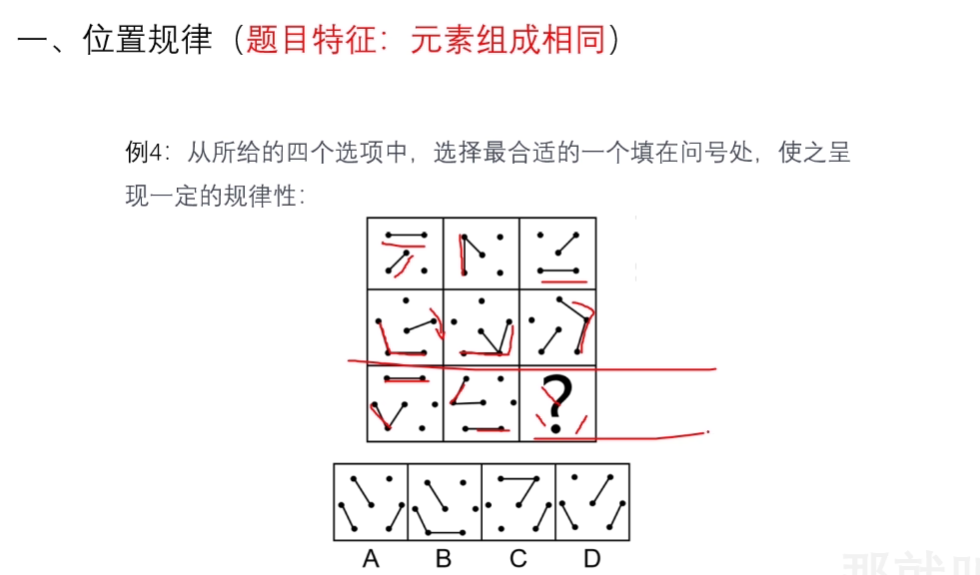 一、位置规律（题目特征：元素组成相同）
例4：从所给的四个选项中，选择最合适的一个填在问号处，使之呈
现一定的规律性：
?
A B C D